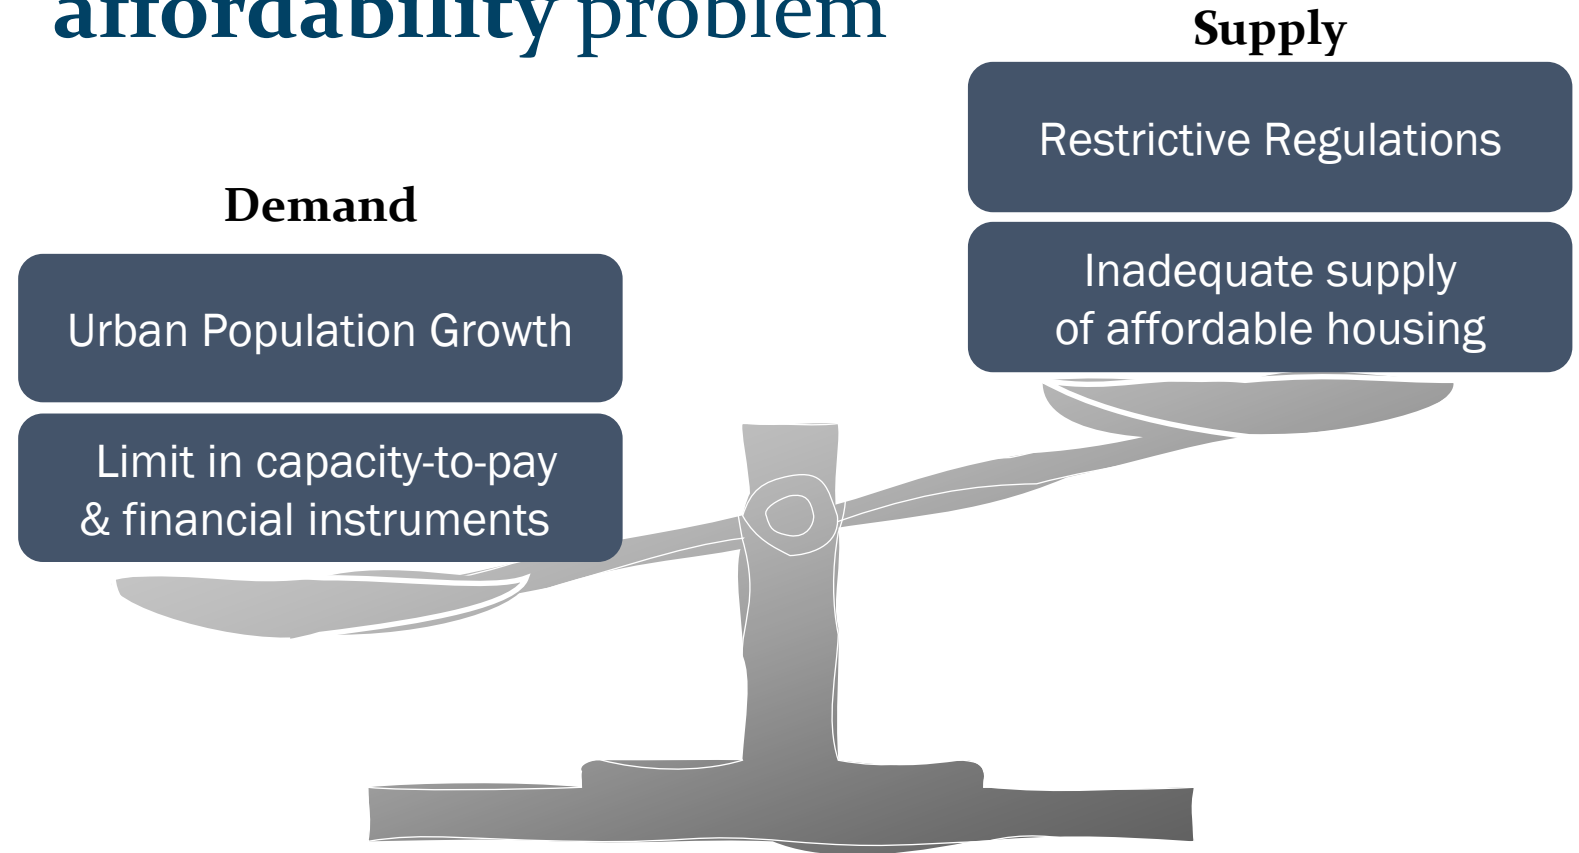 affordability problem
Supply
Restrictive Regulations
Inadequate supply
of affordable housing
Demand
Urban Population Growth
Limit in capacity-to-pay
& financial instruments